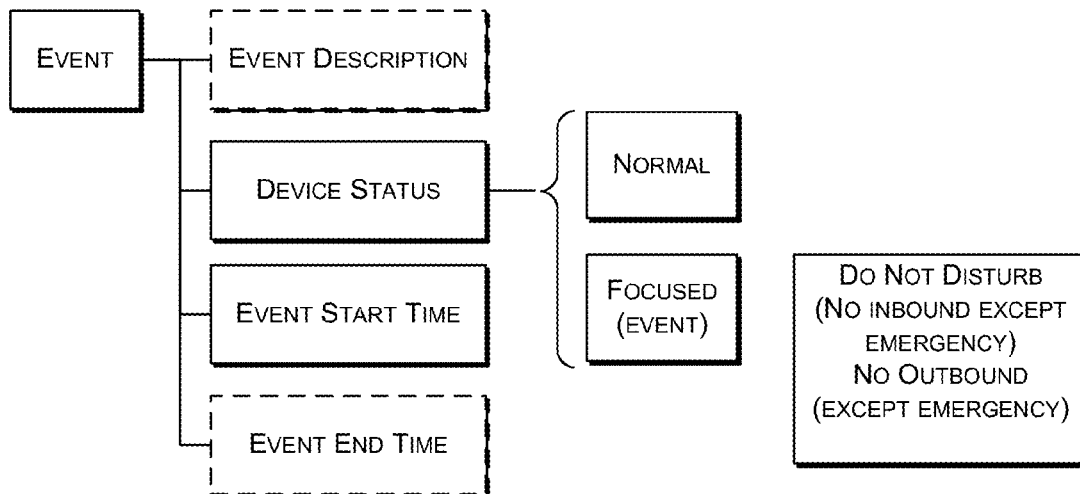 EVENT
EVENT DESCRIPTION
DEVICE STATUS
EVENT START TIME
EVENT END TIME
NORMAL
FOCUSED
(EVENT)
DO NOT DISTURB
(NO INBOUND EXCEPT
EMERGENCY)
NO OUTBOUND
(EXCEPT EMERGENCY)